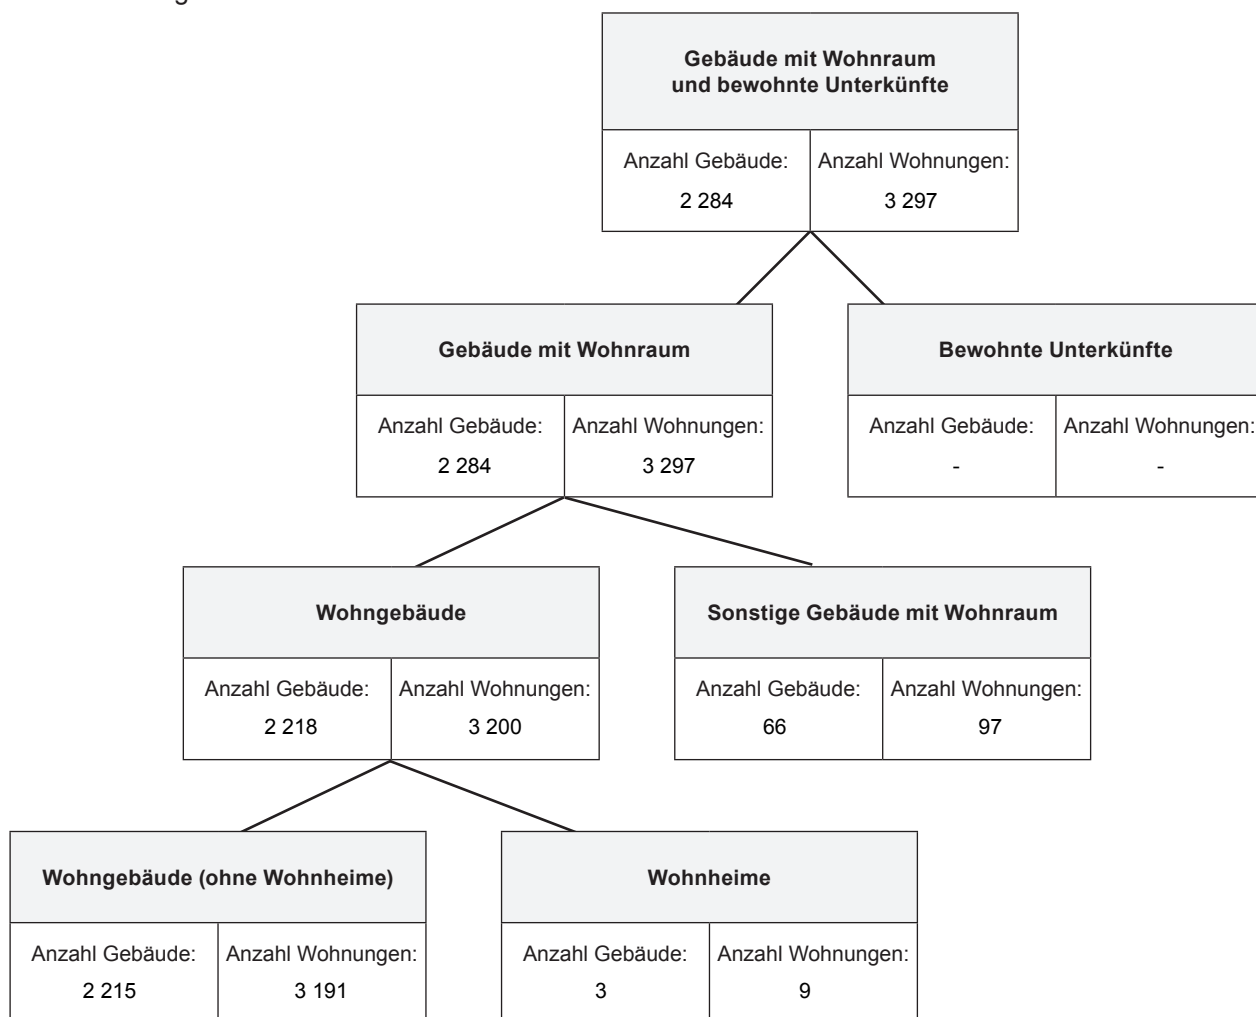 Gebäude mit Wohnraum
und bewohnte Unterkünfte
Anzahl Gebäude: Anzahl Wohnungen:
2 284 3 297
Gebäude mit Wohnraum Bewohnte Unterkünfte
Anzahl Gebäude: Anzahl Wohnungen: Anzahl Gebäude: Anzahl Wohnungen:
2 284 3 297 - -
Wohngebäude Sonstige Gebäude mit Wohnraum
Anzahl Gebäude: Anzahl Wohnungen: Anzahl Gebäude: Anzahl Wohnungen:
2 218 3 200 66 97
Wohngebäude (ohne Wohnheime) Wohnheime
Anzahl Gebäude: Anzahl Wohnungen: Anzahl Gebäude: Anzahl Wohnungen:
2 215 3 191 3 9